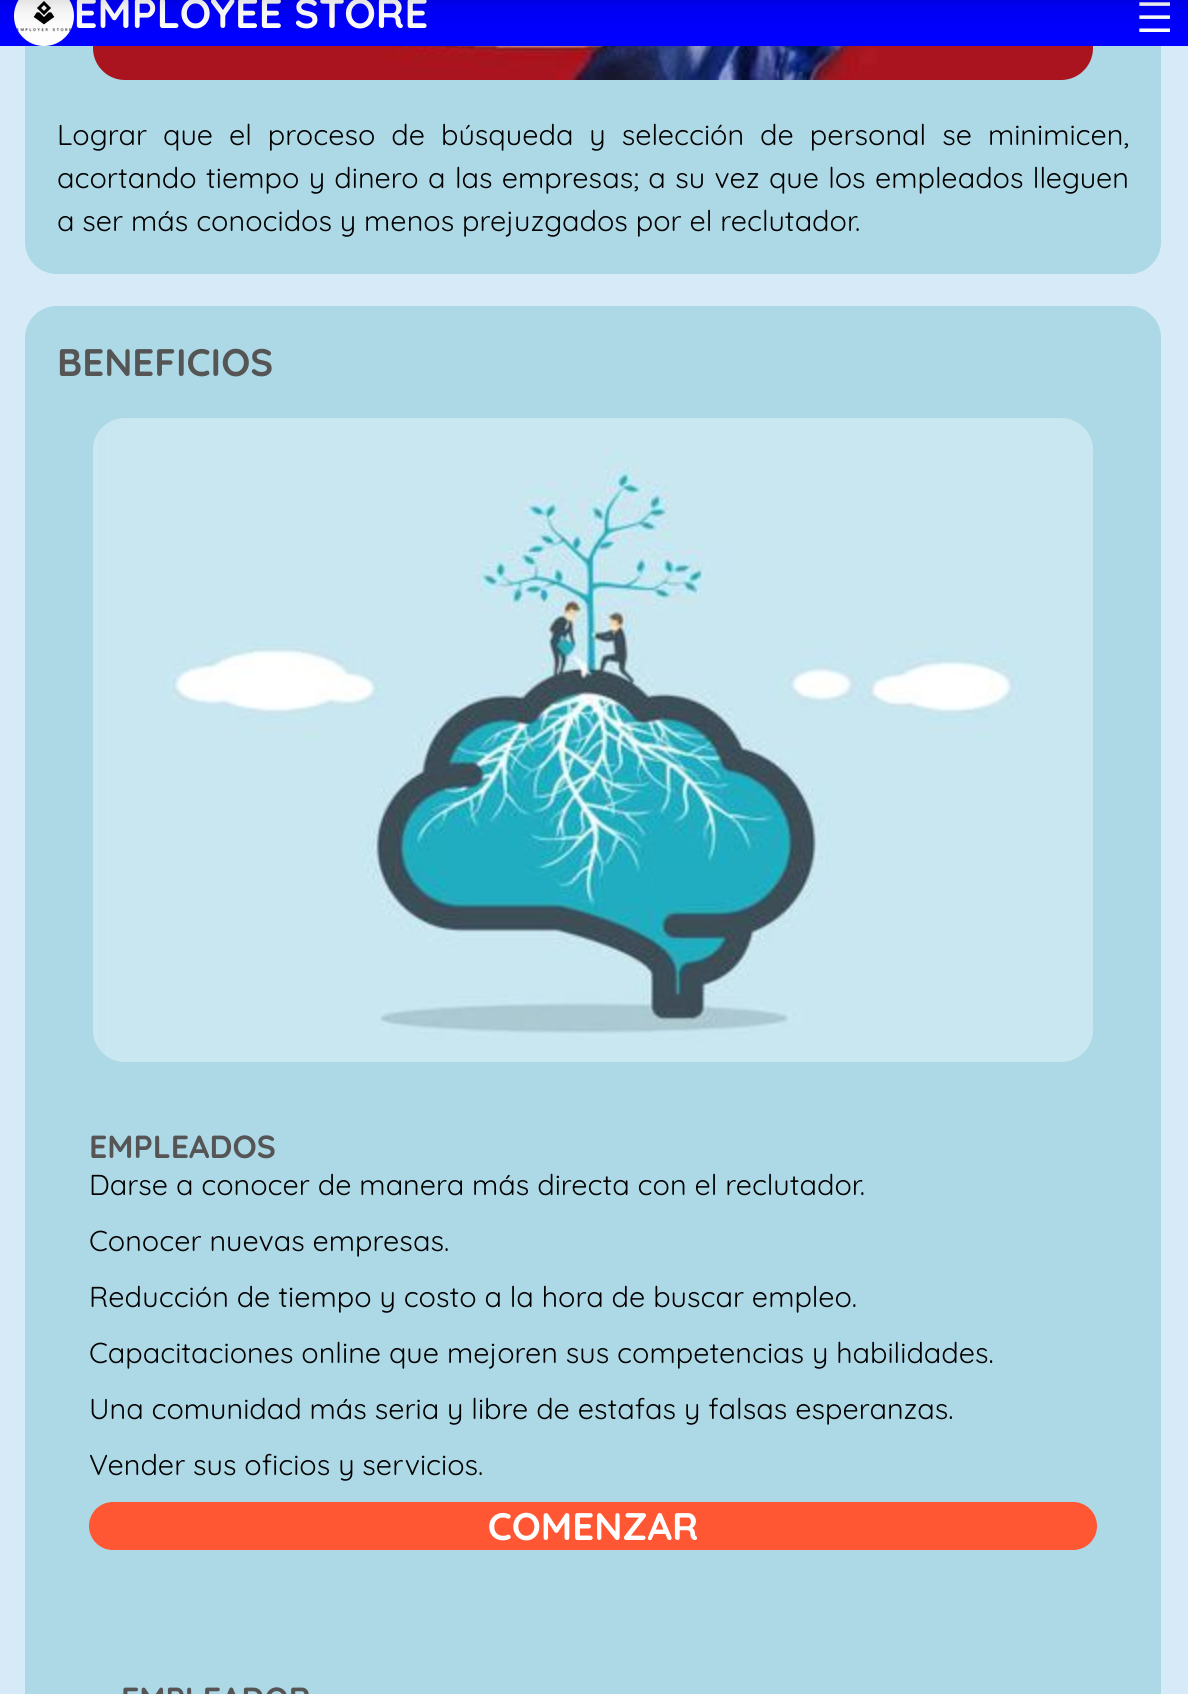 EMPLOYEE STORE
Lograr que el proceso de búsqueda y selección de personal se minimicen,
acortando tiempo y dinero a las empresas; a su vez que los empleados lleguen
a ser más conocidos y menos prejuzgados por el reclutador.
BENEFICIOS
EMPLEADOS
Darse a conocer de manera más directa con el reclutador.
Conocer nuevas empresas.
Reducción de tiempo y costo a la hora de buscar empleo.
Capacitaciones online que mejoren sus competencias y habilidades.
Una comunidad más seria y libre de estafas y falsas esperanzas.
Vender sus oficios y servicios.
COMENZAR
EMPLEADOR